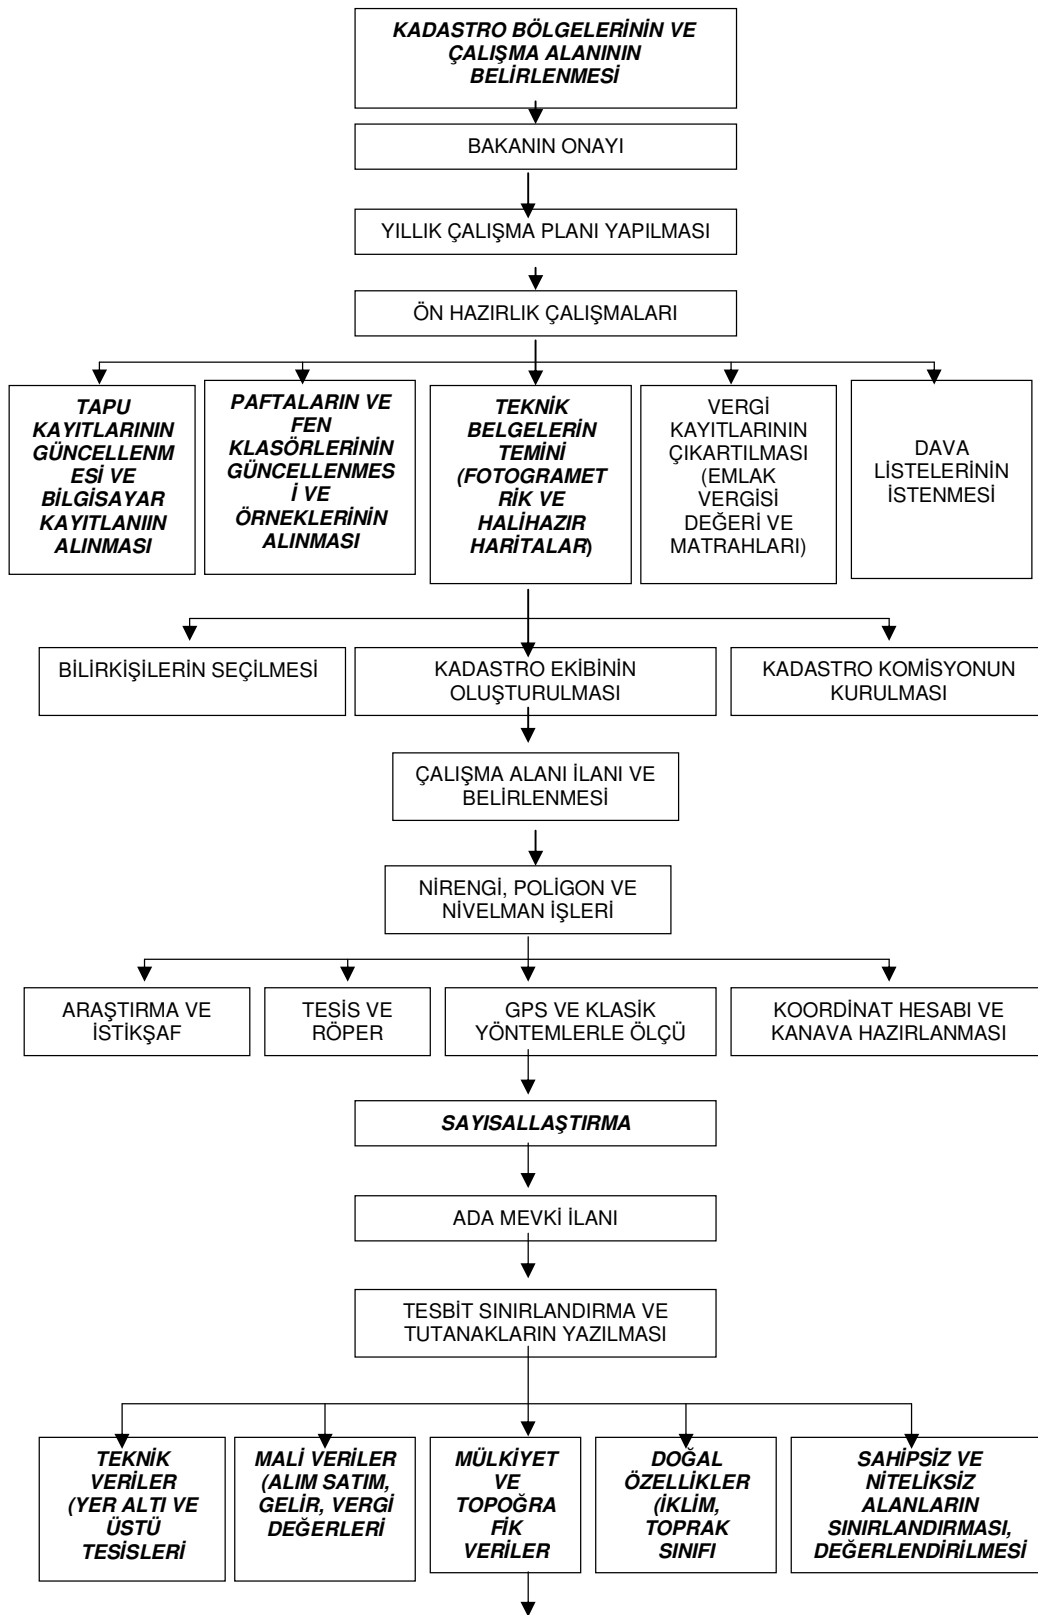 KADASTRO BÖLGELERİNİN VE
ÇALIŞMA ALANININ
BELİRLENMESİ
BAKANIN ONAYI
YILLIK ÇALIŞMA PLANI YAPILMASI
ÖN HAZIRLIK ÇALIŞMALARI
TAPU
KAYITLARININ
GÜNCELLENM
ESİ VE
BİLGİSAYAR
KAYITLANIIN
ALINMASI
PAFTALARIN VE
FEN
KLASÖRLERİNİN
GÜNCELLENMES
İ VE
ÖRNEKLERİNİN
ALINMASI
TEKNİK
BELGELERİN
TEMİNİ
(FOTOGRAMET
RİK VE
HALİHAZIR
HARİTALAR)
VERGİ
KAYITLARININ
ÇIKARTILMASI
(EMLAK
VERGİSİ
DEĞERİ VE
MATRAHLARI)
DAVA
LİSTELERİNİN
İSTENMESİ
BİLİRKİŞİLERİN SEÇİLMESİ
KADASTRO EKİBİNİN
OLUŞTURULMASI
KADASTRO KOMİSYONUN
KURULMASI
ÇALIŞMA ALANI İLANI VE
BELİRLENMESİ
NİRENGİ, POLİGON VE
NİVELMAN İŞLERİ
ARAŞTIRMA VE
İSTİKŞAF
TESİS VE
RÖPER
GPS VE KLASİK
YÖNTEMLERLE ÖLÇÜ
KOORDİNAT HESABI VE
KANAVA HAZIRLANMASI
SAYISALLAŞTIRMA
ADA MEVKİ İLANI
TESBİT SINIRLANDIRMA VE
TUTANAKLARIN YAZILMASI
TEKNİK
VERİLER
(YER ALTI VE
ÜSTÜ
TESİSLERİ
MALİ VERİLER
(ALIM SATIM,
GELİR, VERGİ
DEĞERLERİ
MÜLKİYET
VE
TOPOĞRA
FİK
VERİLER
DOĞAL
ÖZELLİKLER
(İKLİM,
TOPRAK
SINIFI
SAHİPSİZ VE
NİTELİKSİZ
ALANLARIN
SINIRLANDIRMASI,
DEĞERLENDİRİLMESİ